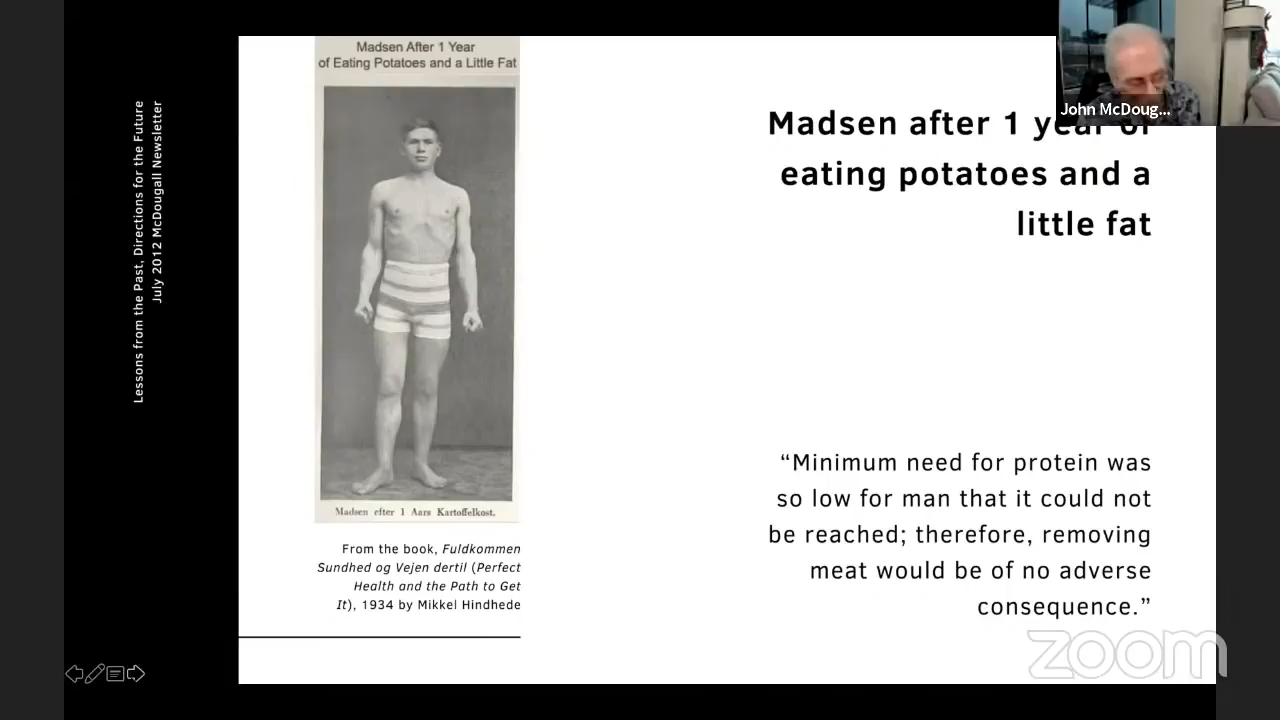 Lessons from the Past, Directions for the Future
July 2012 McDougall Newsletter
Madsen After 1 Year
of Eating Potatoes and a Little Fat
Madsen efter 1 Aars Kartoffelkost.
From the book, Fuldkommen
Sundhed og Vejen dertil (Perfect
Health and the Path to Get
It), 1934 by Mikkel Hindhede
John McDoug...
Madsen after 1 year of
eating potatoes and a
little fat
“Minimum need for protein was
so low for man that it could not
be reached; therefore, removing
meat would be of no adverse
consequence.”
zoom